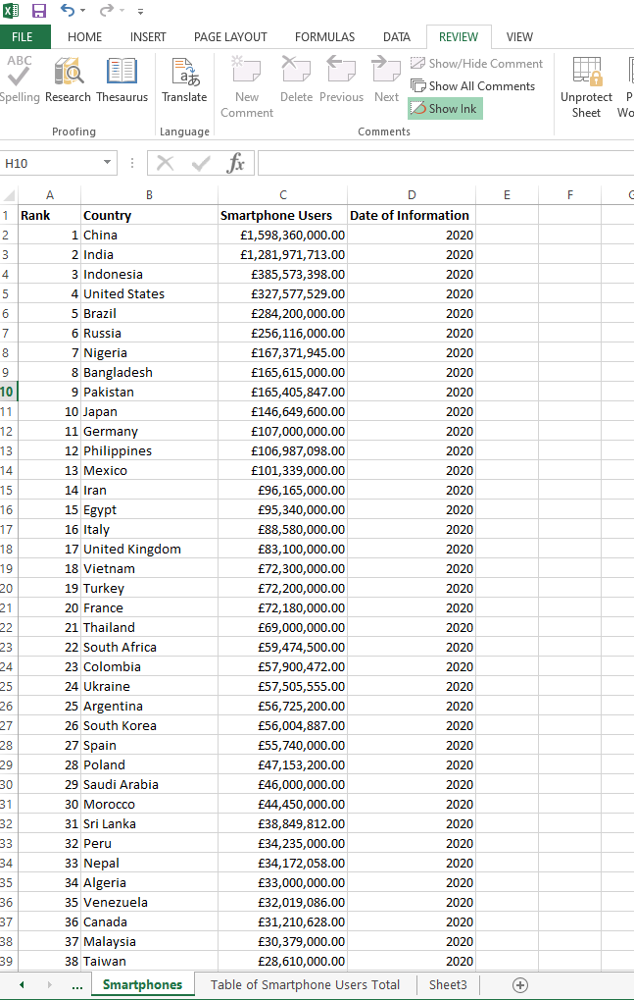 FILE HOME INSERT PAGE LAYOUT FORMULAS DATA REVIEW VIEW
ABC
Spelling Research Thesaurus Translate New Comment Delete Previous Next
Show/Hide Comment
Show All Comments
Show Ink
Unprotect Sheet
Proofing Language Comments
H10 fx
A B C D E F
1 Rank Country Smartphone Users Date of Information
2 1 China £1,598,360,000.00 2020
3 2 India £1,281,971,713.00 2020
4 3 Indonesia £385,573,398.00 2020
5 4 United States £327,577,529.00 2020
6 5 Brazil £284,200,000.00 2020
7 6 Russia £256,116,000.00 2020
8 7 Nigeria £167,371,945.00 2020
9 8 Bangladesh £165,615,000.00 2020
10 9 Pakistan £165,405,847.00 2020
11 10 Japan £146,649,600.00 2020
12 11 Germany £107,000,000.00 2020
13 12 Philippines £106,987,098.00 2020
14 13 Mexico £101,339,000.00 2020
15 14 Iran £96,165,000.00 2020
16 15 Egypt £95,340,000.00 2020
17 16 Italy £88,580,000.00 2020
18 17 United Kingdom £83,100,000.00 2020
19 18 Vietnam £72,300,000.00 2020
20 19 Turkey £72,200,000.00 2020
21 20 France £72,180,000.00 2020
22 21 Thailand £69,000,000.00 2020
23 22 South Africa £59,474,500.00 2020
24 23 Colombia £57,900,472.00 2020
25 24 Ukraine £57,505,555.00 2020
26 25 Argentina £56,725,200.00 2020
27 26 South Korea £56,004,887.00 2020
28 27 Spain £55,740,000.00 2020
29 28 Poland £47,153,200.00 2020
30 29 Saudi Arabia £46,000,000.00 2020
31 30 Morocco £44,450,000.00 2020
32 31 Sri Lanka £38,849,812.00 2020
33 32 Peru £34,235,000.00 2020
34 33 Nepal £34,172,058.00 2020
35 34 Algeria £33,000,000.00 2020
36 35 Venezuela £32,019,086.00 2020
37 36 Canada £31,210,628.00 2020
38 37 Malaysia £30,379,000.00 2020
39 38 Taiwan £28,610,000.00 2020
... Smartphones Table of Smartphone Users Total Sheet3